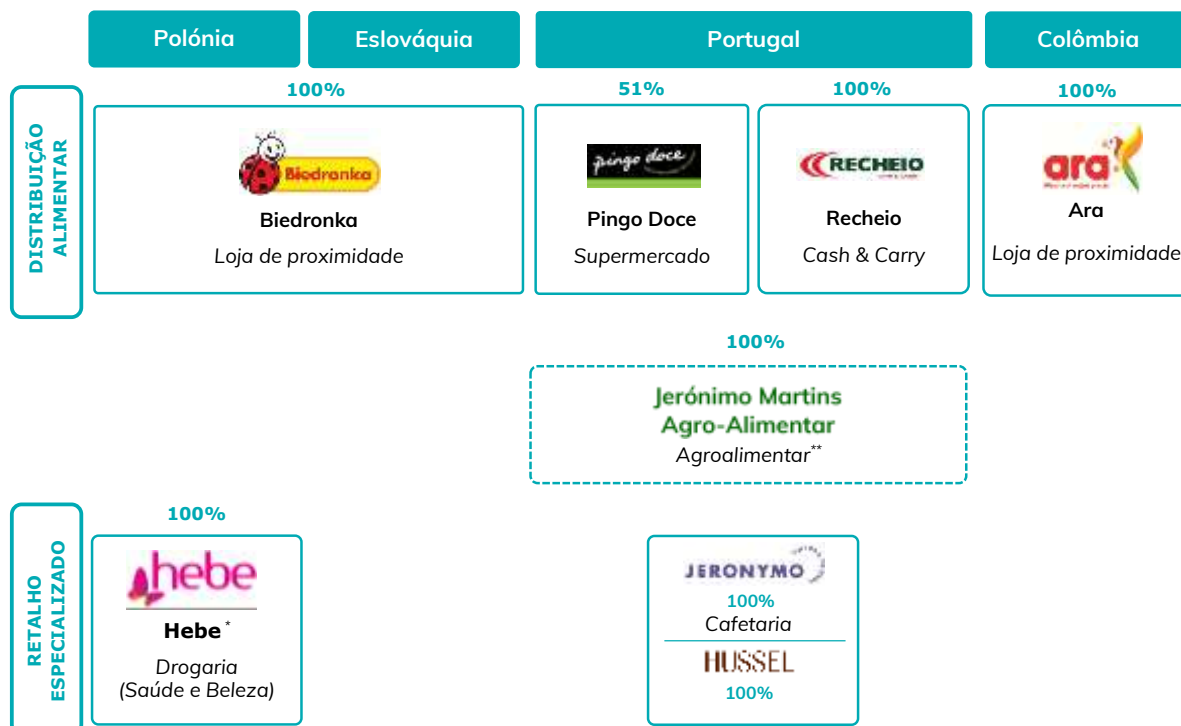 Polónia
Eslováquia
Portugal
Colômbia
DISTRIBUIÇÃO
ALIMENTAR
100%
51%
100%
100%
Biedronka
pingo doce
RECHEIO
ara
Biedronka
Pingo Doce
Recheio
Ara
Loja de proximidade
Supermercado
Cash & Carry
Loja de proximidade
100%
Jerónimo Martins
Agro-Alimentar
Agroalimentar**
RETALHO
ESPECIALIZADO
100%
hebe
Hebe*
Drogaria
(Saúde e Beleza)
JERONYMO
100%
Cafetaria
HUSSEL
100%